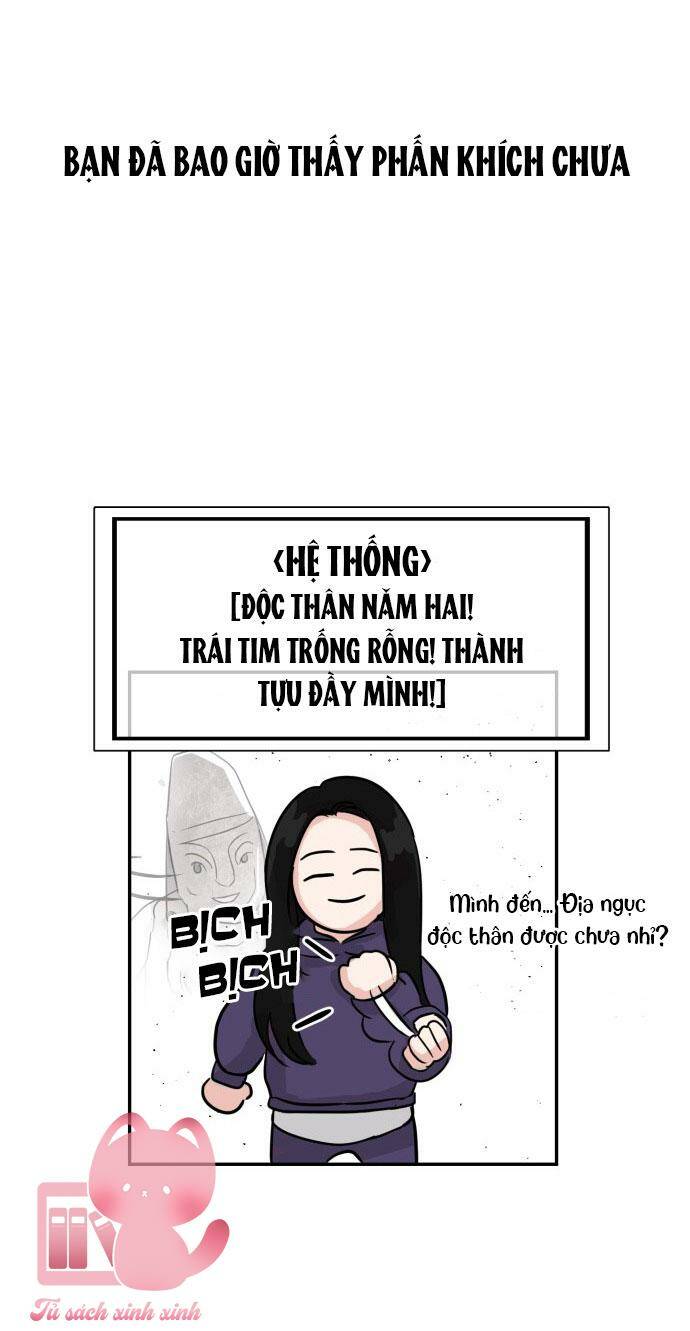 BẠN ĐÃ BAO GIỜ THẤY PHẤN KHÍCH CHƯA
<HỆ THỐNG>
[ĐỘC THÂN NĂM HAI!
TRÁI TIM TRỐNG RỖNG! THÀNH
TỰU ĐẦY MÌNH!]
Mình đến... Địa ngục
độc thân được chưa nhỉ?
BỊCH
BỊCH
Tủ sách xinh xinh